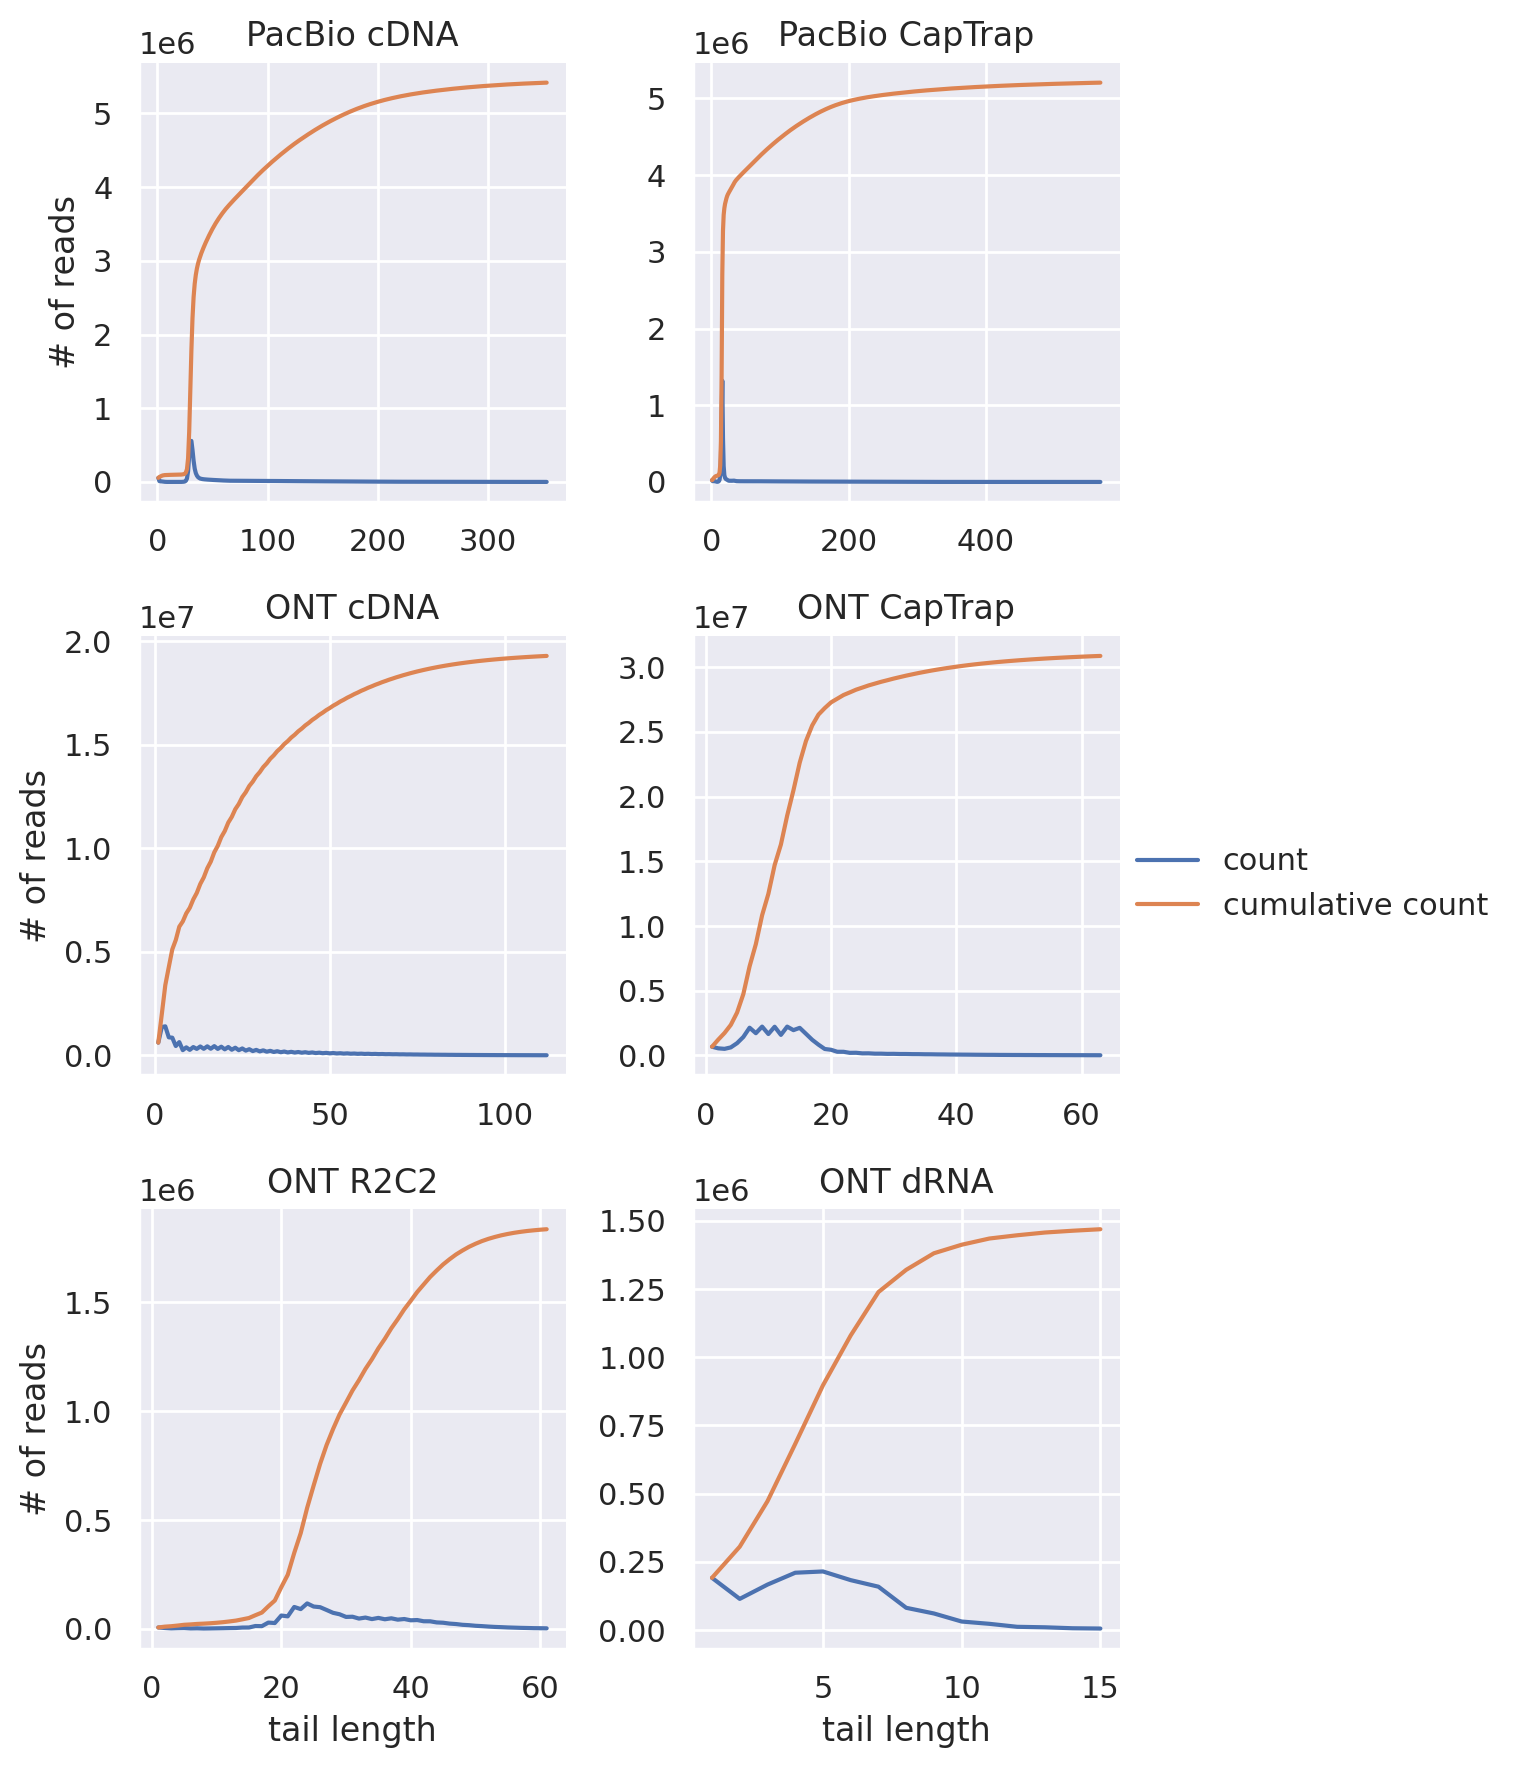 PacBio cDNA
1e6
# of reads
5
4
3
2
1
0
0 100 200 300
PacBio CapTrap
1e6
5
4
3
2
1
0
0 200 400
ONT cDNA
1e7
# of reads
2.0
1.5
1.0
0.5
0.0
0 50 100
ONT CapTrap
1e7
3.0
2.5
2.0
1.5
1.0
0.5
0.0
0 20 40 60
count
cumulative count
ONT R2C2
1e6
# of reads
1.5
1.0
0.5
0.0
0 20 40 60
tail length
ONT dRNA
1e6
1.50
1.25
1.00
0.75
0.50
0.25
0.00
5 10 15
tail length